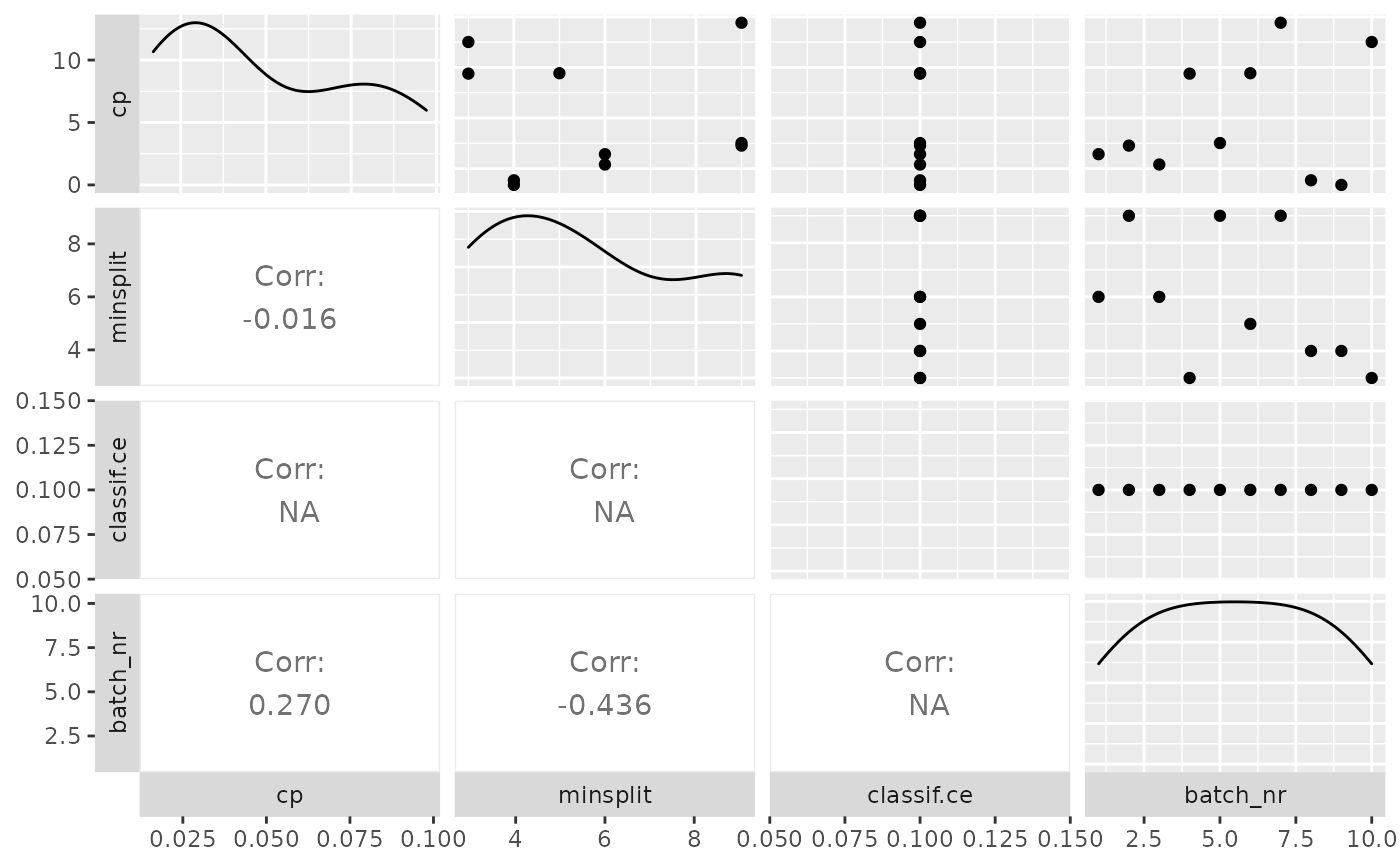 10
5
0
cp
8
6
4
minsplit
Corr:
-0.016
0.150
0.125
0.100
0.075
0.050
classif.ce
Corr:
NA
Corr:
NA
10.0
7.5
5.0
2.5
batch_nr
Corr:
0.270
Corr:
-0.436
Corr:
NA
cp minsplit classif.ce batch_nr
0.025 0.050 0.075 0.100 4 6 8 0.050 0.075 0.100 0.125 0.150 2.5 5.0 7.5 10.0